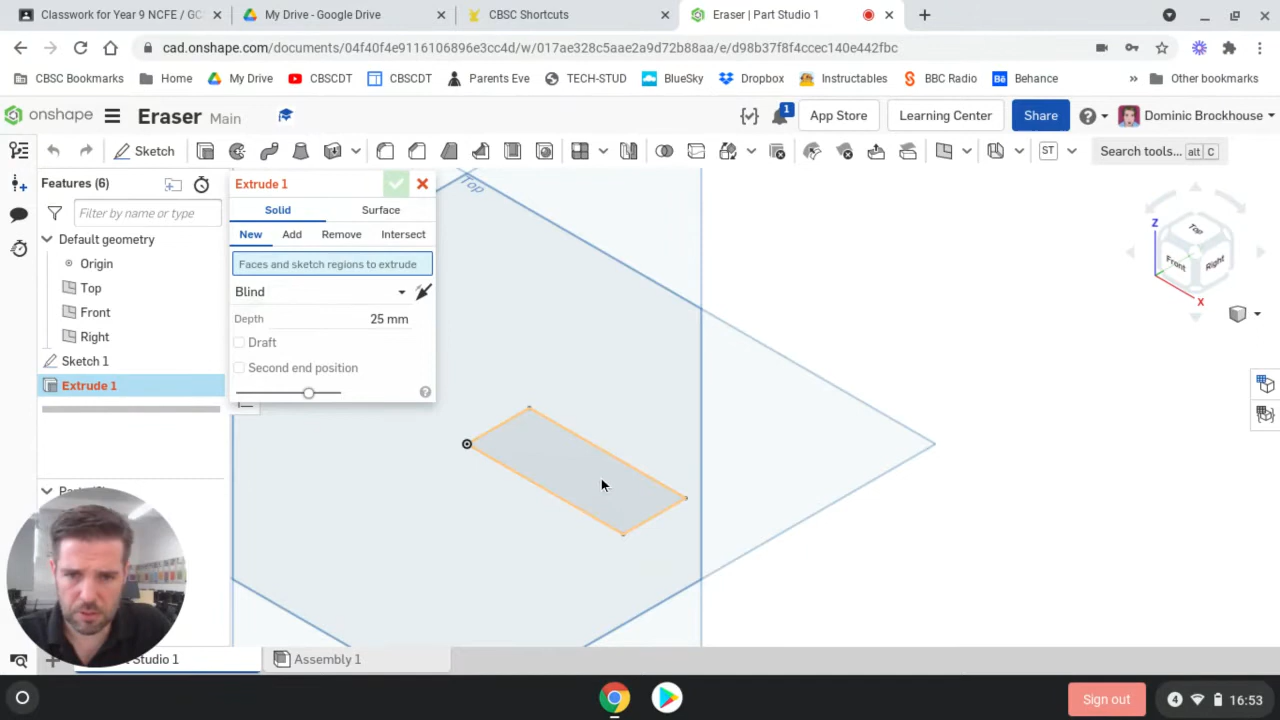 Classwork for Year 9 NCFE / GC
My Drive - Google Drive
CBSC Shortcuts
Eraser | Part Studio 1
cad.onshape.com/documents/04f40f4e9116106896e3cc4d/w/017ae328c5aae2a9d72b88aa/e/d98b37f8f4ccec140e442fbc
CBSC Bookmarks
Home
My Drive
CBSCDT
CBSCDT
Parents Eve
TECH-STUD
BlueSky
Dropbox
Instructables
BBC Radio
Behance
»
Other bookmarks
onshape
Eraser Main
1
App Store
Learning Center
Share
Dominic Brockhouse
Sketch
ST
Search tools... alt C
Features (6)
Filter by name or type
Default geometry
Origin
Top
Front
Right
Sketch 1
Extrude 1
Extrude 1
Solid
Surface
New
Add
Remove
Intersect
Faces and sketch regions to extrude
Blind
Depth
25 mm
Draft
Second end position
Top
Z
Top
Front
Right
X
Studio 1
Assembly 1
Sign out
4
16:53